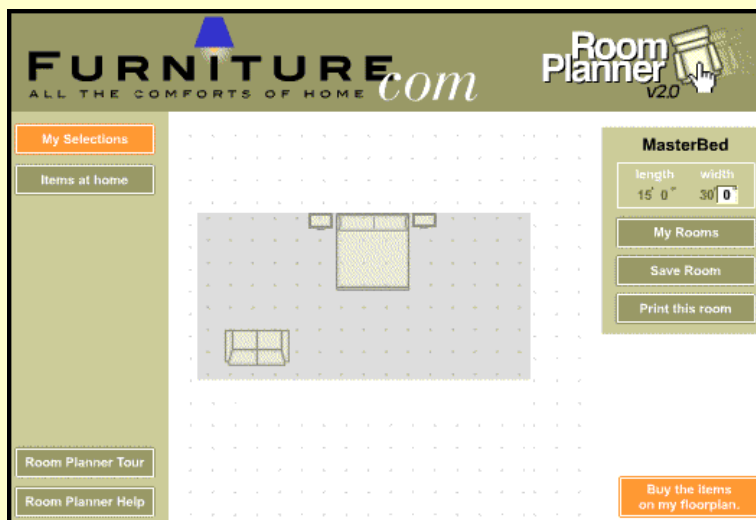 FURNITURE.com
ALL THE COMFORTS OF HOME
Room
Planner
v2.0
My Selections
Items at home
MasterBed
length width
15' 0" 30' 0"
My Rooms
Save Room
Print this room
Room Planner Tour
Room Planner Help
Buy the items
on my floorplan.